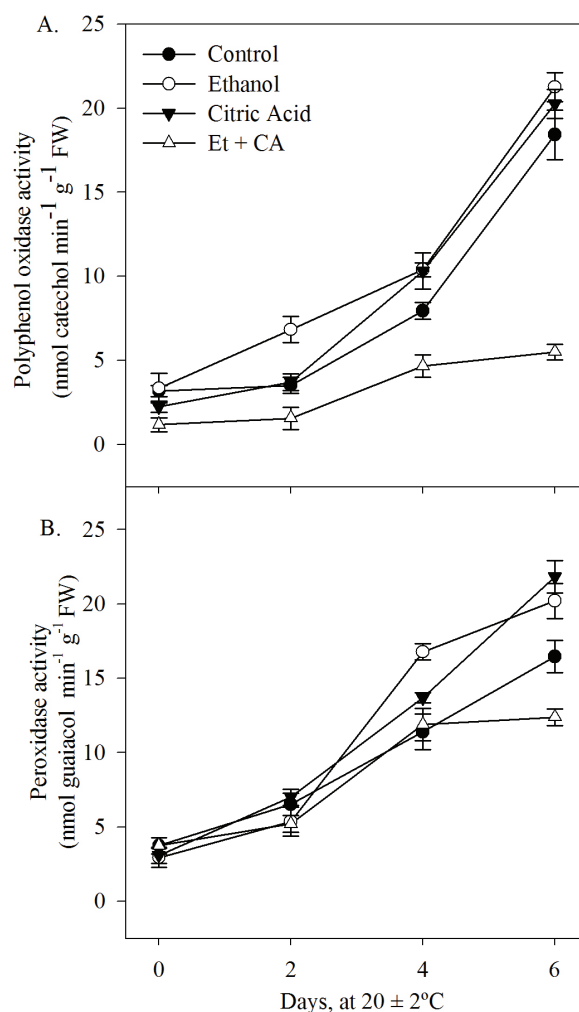 A.
25
20
15
10
5
0
Polyphenol oxidase activity
(nmol catechol min⁻¹ g⁻¹ FW)
Control
Ethanol
Citric Acid
Et + CA
B.
25
20
15
10
5
0
Peroxidase activity
(nmol guaiacol min⁻¹ g⁻¹ FW)
0 2 4 6
Days, at 20 ± 2ºC